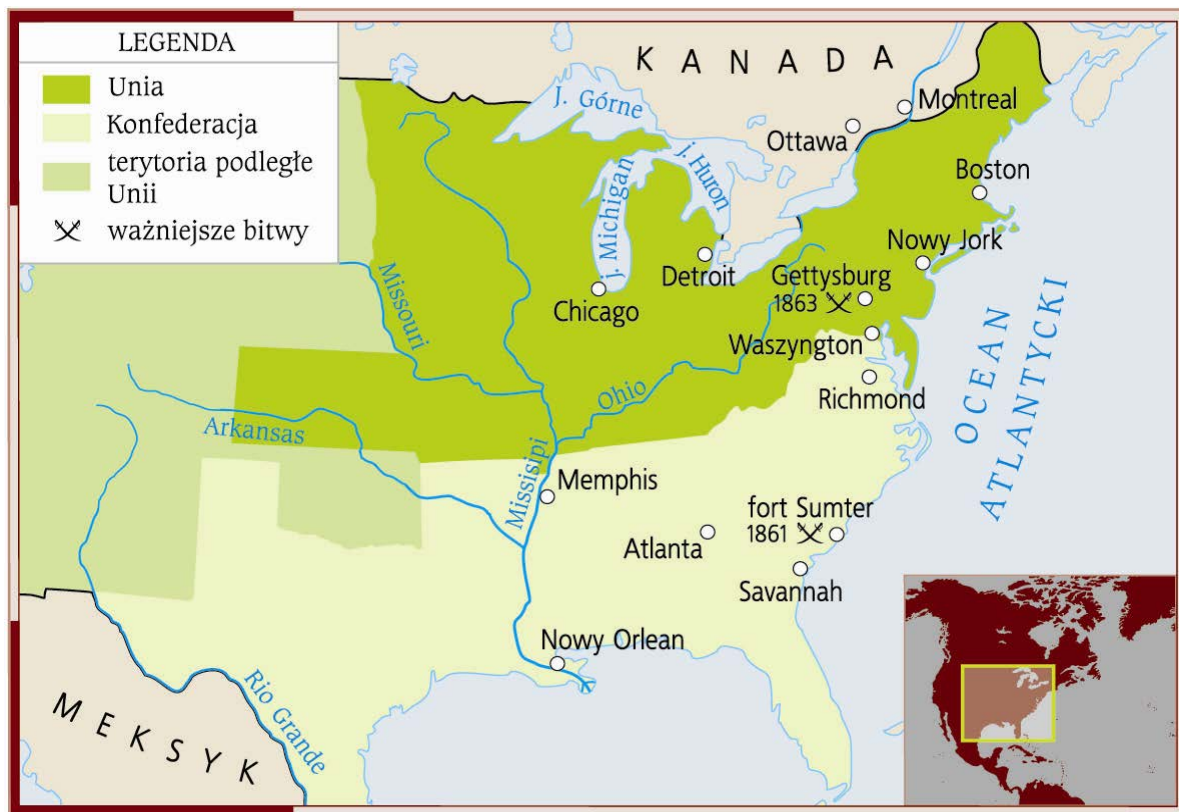 LEGENDA
Unia
Konfederacja
terytoria podległe
Unii
ważniejsze bitwy
KANADA
J. Górne
Montreal
Ottawa
j. Huron
j. Michigan
Boston
Nowy Jork
Detroit
Gettysburg
1863
Missouri
Chicago
Waszyngton
OCEAN
ATLANTYCKI
Ohio
Richmond
Arkansas
Missisipi
Memphis
fort Sumter
1861
Atlanta
Savannah
Nowy Orlean
Rio Grande
MEKSYK